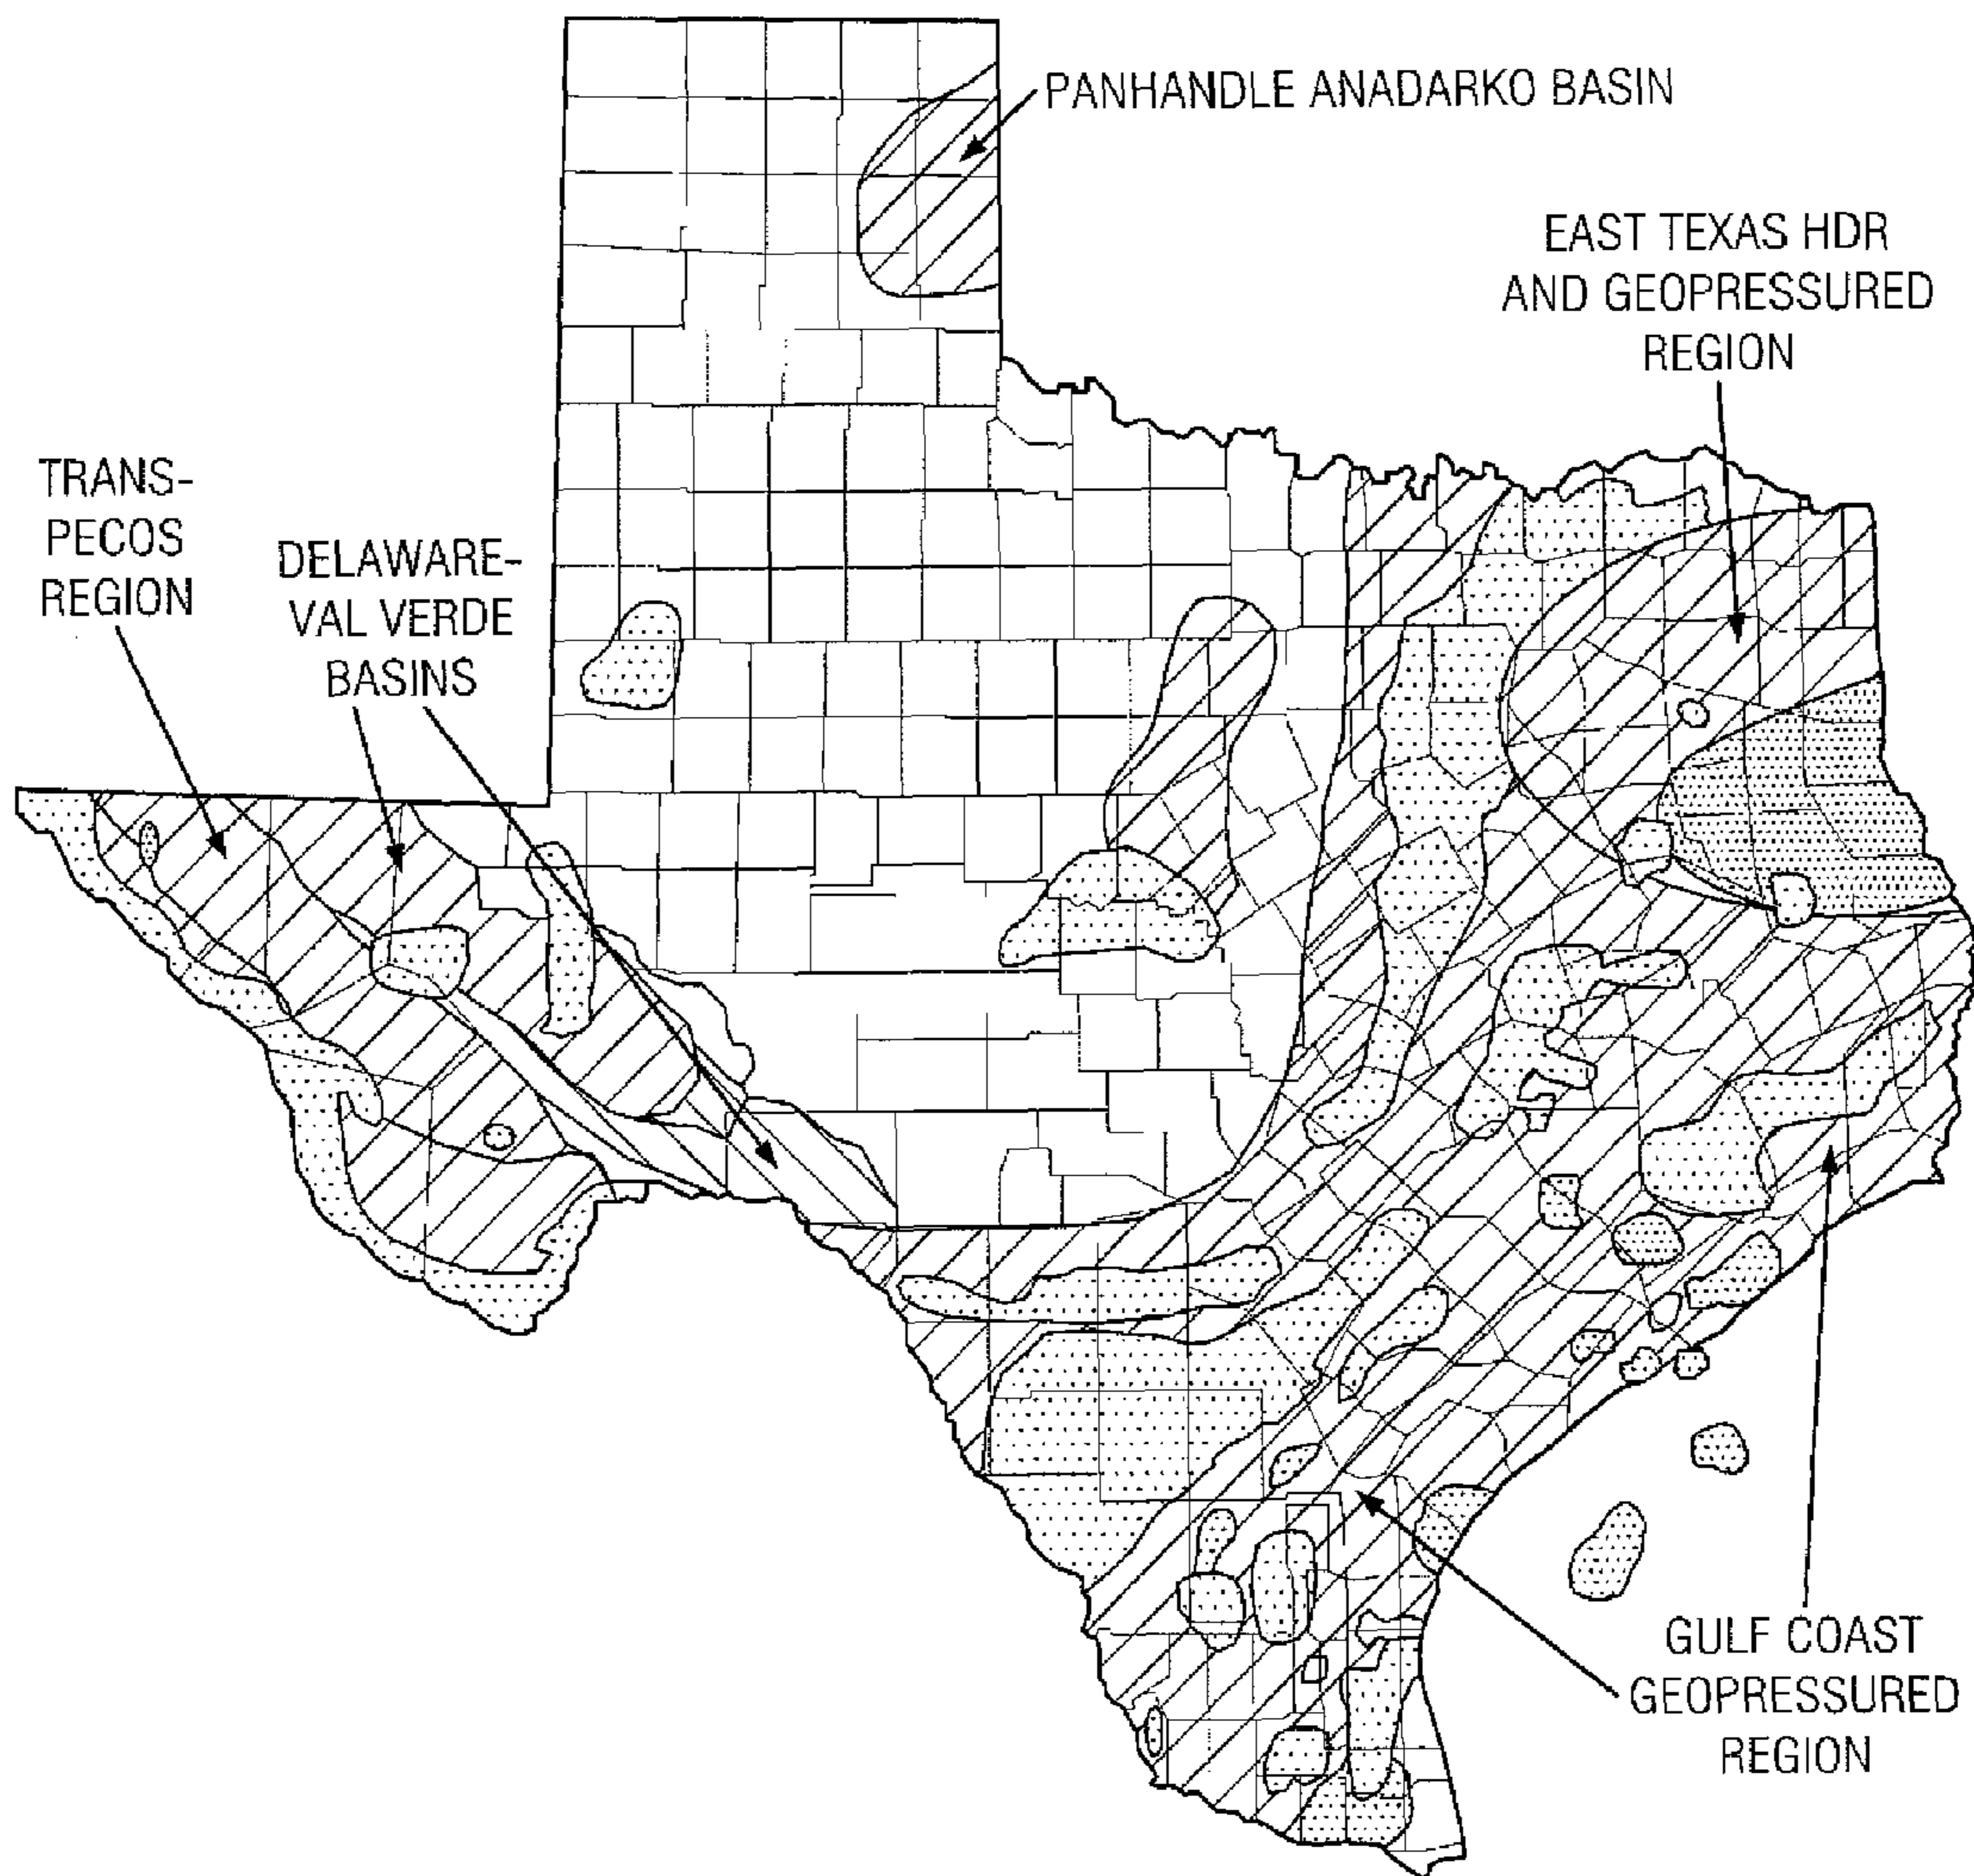 PANHANDLE ANADARKO BASIN
EAST TEXAS HDR
AND GEOPRESSURED
REGION
TRANS-
PECOS
REGION
DELAWARE-
VAL VERDE
BASINS
GULF COAST
GEOPRESSURED
REGION